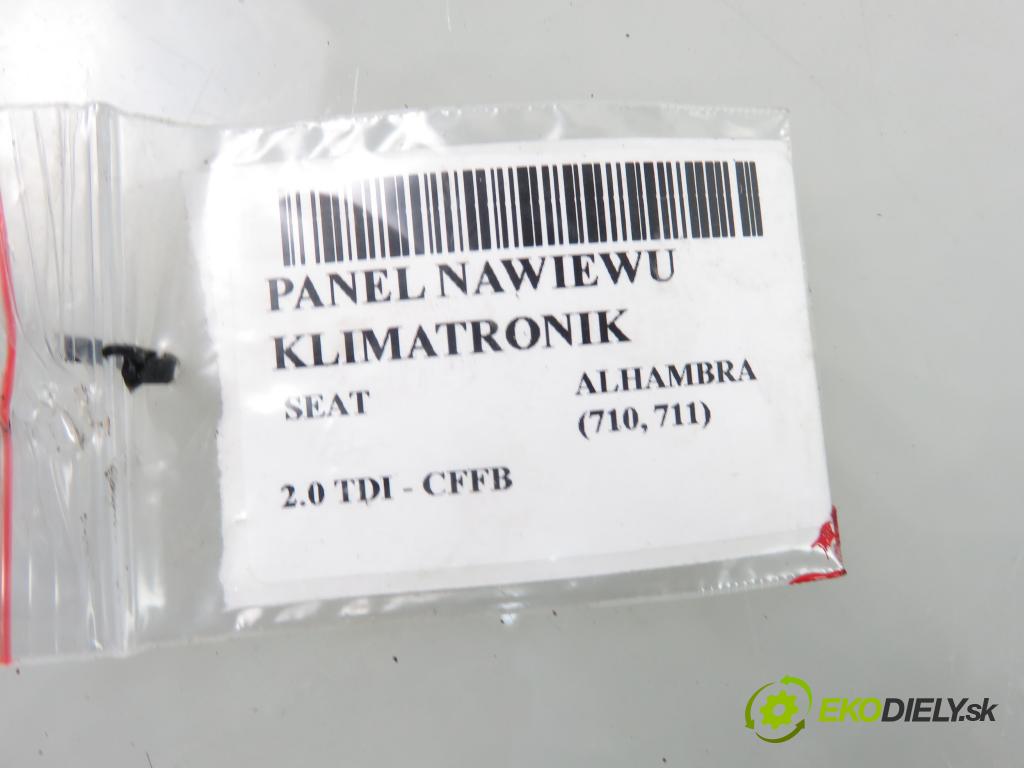 PANEL NAWIEWU
KLIMATRONIK
SEAT
ALHAMBRA
(710, 711)
2.0 TDI - CFFB
EKODIELY.sk